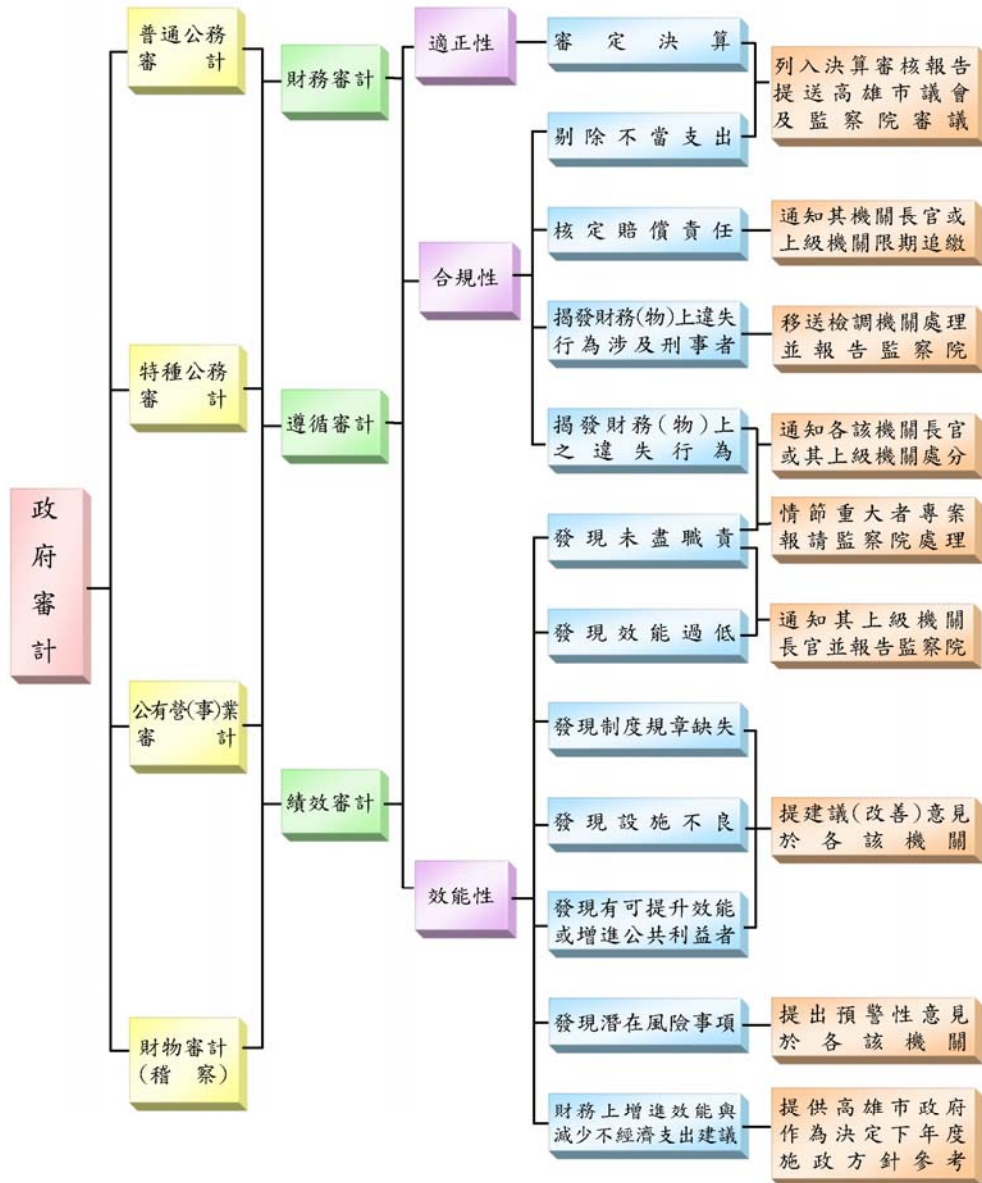 政
府
審
計
普通公務
審計
特種公務
審計
公有營(事)業
審計
財物審計
(稽察)
財務審計
遵循審計
績效審計
適正性
合規性
效能性
審定決算
剔除不當支出
核定賠償責任
揭發財務(物)上違失
行為涉及刑事者
揭發財務(物)上
之違失行為
發現未盡職責
發現效能過低
發現制度規章缺失
發現設施不良
發現有可提升效能
或增進公共利益者
發現潛在風險事項
財務上增進效能與
減少不經濟支出建議
列入決算審核報告
提送高雄市議會
及監察院審議
通知其機關長官或
上級機關限期追繳
移送檢調機關處理
並報告監察院
通知各該機關長官
或其上級機關處分
情節重大者專案
報請監察院處理
通知其上級機關
長官並報告監察院
提建議(改善)意見
於各該機關
提出預警性意見
於各該機關
提供高雄市政府
作為決定下年度
施政方針參考